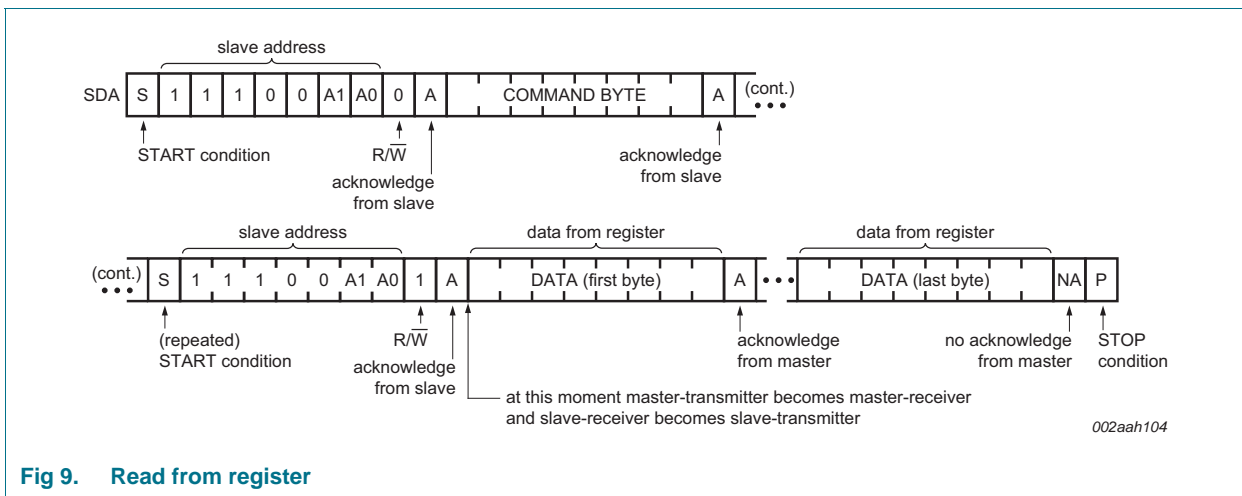 slave address
SDA S 1 1 1 0 0 A1 A0 0 A COMMAND BYTE A (cont.)
START condition R/W acknowledge from slave acknowledge from slave
slave address data from register data from register
(cont.) S 1 1 1 0 0 A1 A0 1 A DATA (first byte) A DATA (last byte) NA P
(repeated) START condition R/W acknowledge from slave acknowledge from master no acknowledge from master STOP condition
at this moment master-transmitter becomes master-receiver
and slave-receiver becomes slave-transmitter
002aah104
Fig 9. Read from register